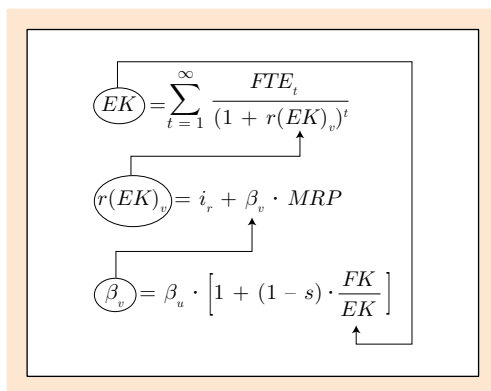 EK = ∑_{t = 1}^{∞} FTE_t / (1 + r(EK)_v)^t
r(EK)_v = i_r + β_v · MRP
β_v = β_u · [1 + (1 – s) · FK / EK]